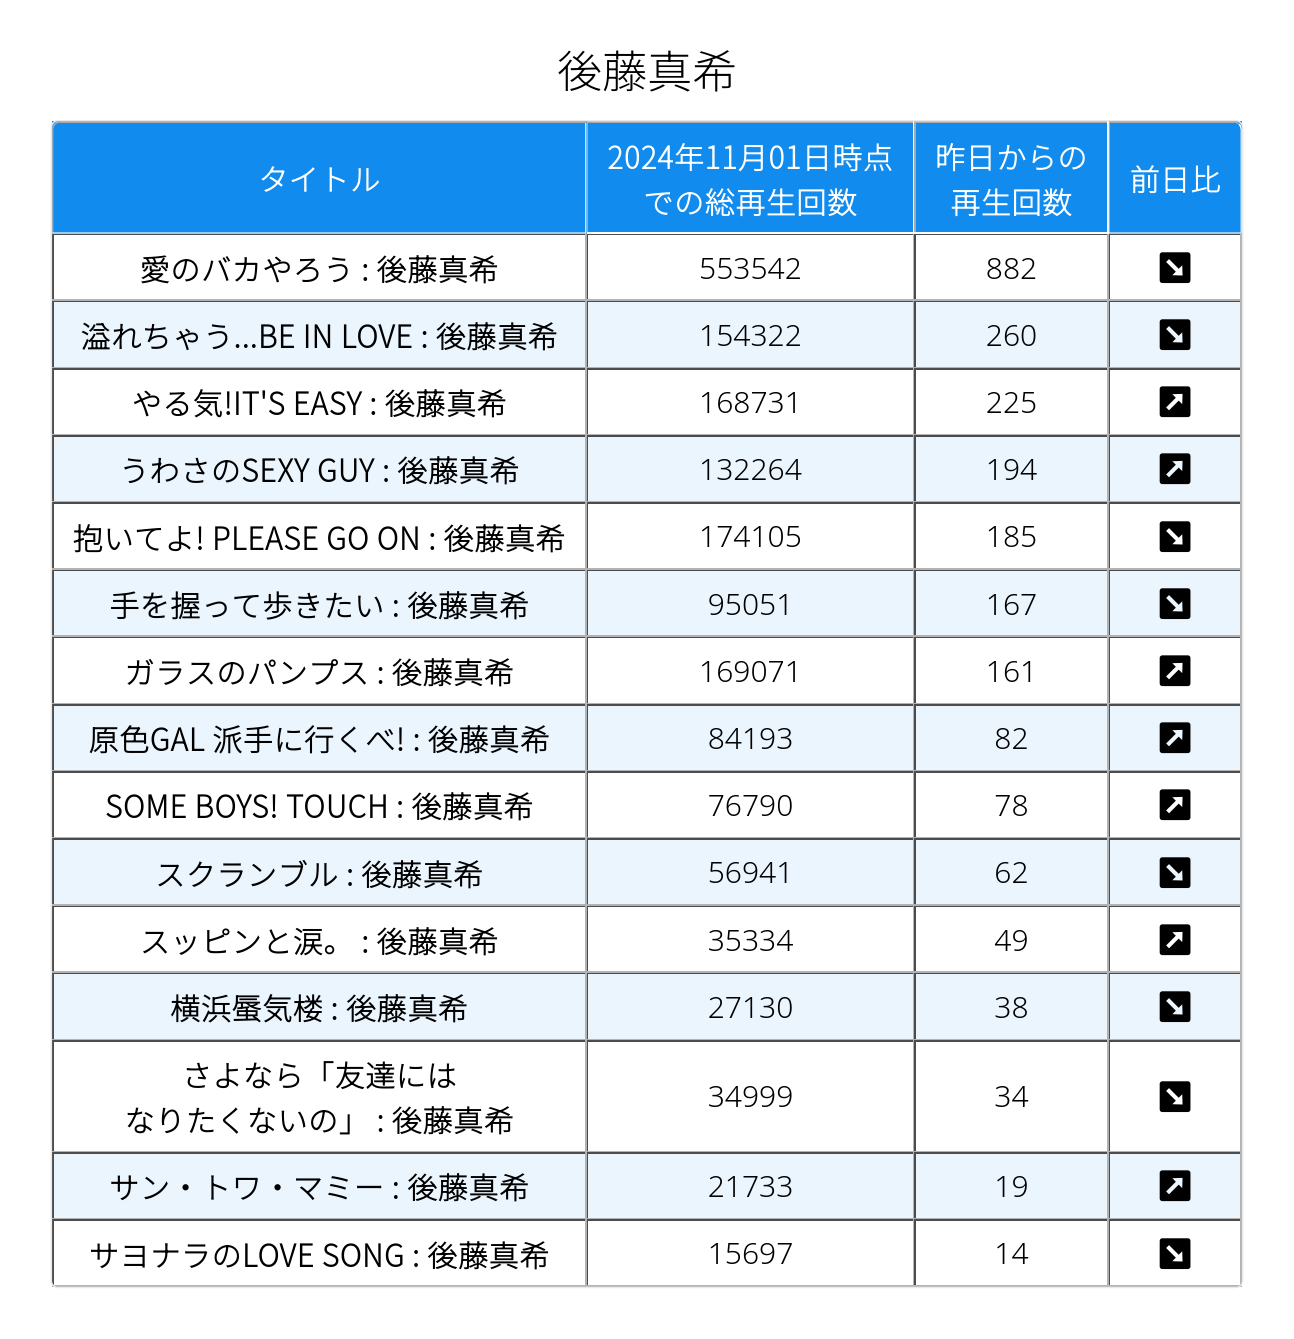 後藤真希
タイトル
2024年11月01日時点
での総再生回数
昨日からの
再生回数
前日比
愛のバカやろう : 後藤真希 553542 882
溢れちゃう...BE IN LOVE : 後藤真希 154322 260
やる気!IT'S EASY : 後藤真希 168731 225
うわさのSEXY GUY : 後藤真希 132264 194
抱いてよ! PLEASE GO ON : 後藤真希 174105 185
手を握って歩きたい : 後藤真希 95051 167
ガラスのパンプス : 後藤真希 169071 161
原色GAL 派手に行くべ! : 後藤真希 84193 82
SOME BOYS! TOUCH : 後藤真希 76790 78
スクランブル : 後藤真希 56941 62
スッピンと涙。 : 後藤真希 35334 49
横浜蜃気楼 : 後藤真希 27130 38
さよなら「友達には
なりたくないの」 : 後藤真希 34999 34
サン・トワ・マミー : 後藤真希 21733 19
サヨナラのLOVE SONG : 後藤真希 15697 14